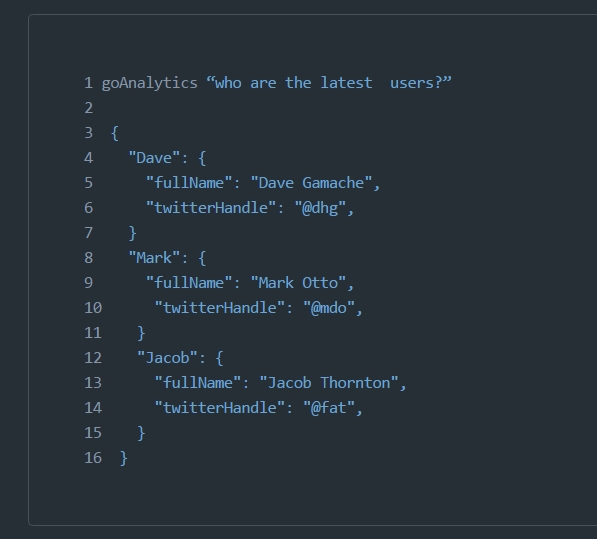 1 goAnalytics “who are the latest  users?”
2
3  {
4    "Dave": {
5      "fullName": "Dave Gamache",
6      "twitterHandle": "@dhg",
7    }
8    "Mark": {
9      "fullName": "Mark Otto",
10      "twitterHandle": "@mdo",
11    }
12    "Jacob": {
13      "fullName": "Jacob Thornton",
14      "twitterHandle": "@fat",
15    }
16  }